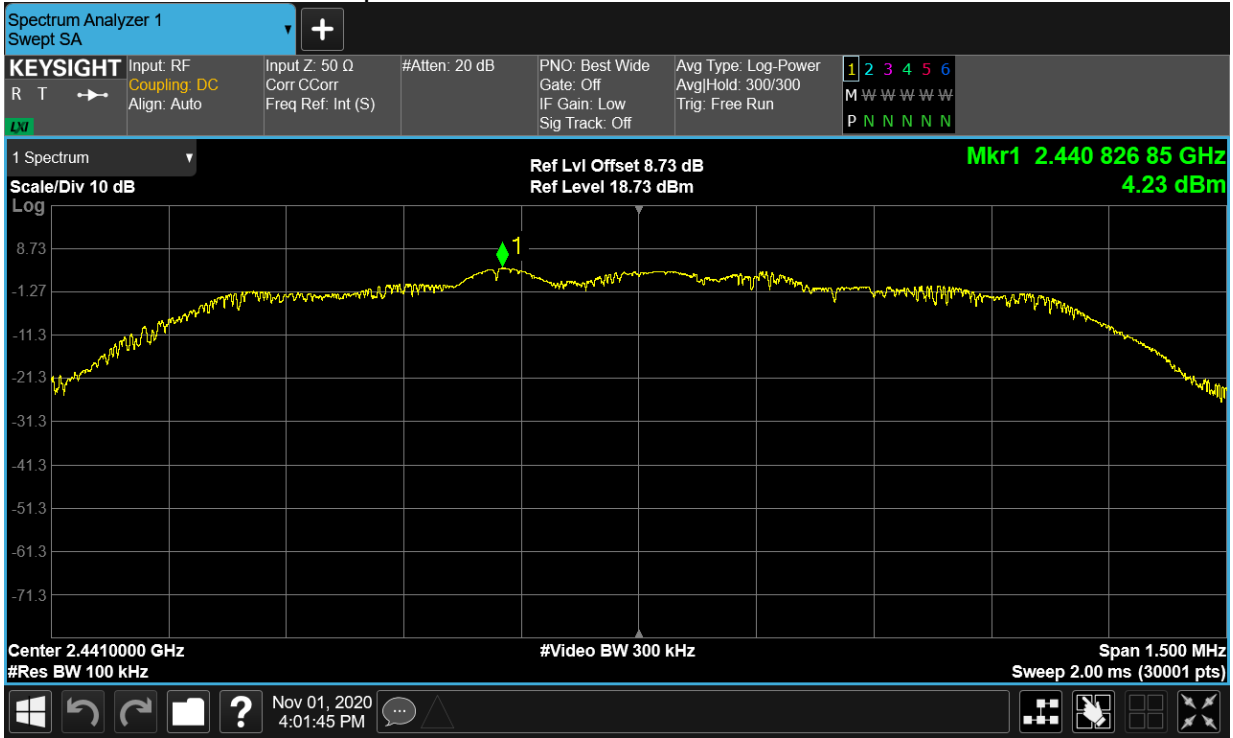 Spectrum Analyzer 1
Swept SA
KEYSIGHT
R T
LXI
Input: RF
Coupling: DC
Align: Auto
Input Z: 50 Ω
Corr CCorr
Freq Ref: Int (S)
#Atten: 20 dB
PNO: Best Wide
Gate: Off
IF Gain: Low
Sig Track: Off
Avg Type: Log-Power
Avg|Hold: 300/300
Trig: Free Run
1 2 3 4 5 6
M W W W W W
P N N N N N
1 Spectrum
Scale/Div 10 dB
Log
Ref Lvl Offset 8.73 dB
Ref Level 18.73 dBm
Mkr1 2.440 826 85 GHz
4.23 dBm
1
8.73
-1.27
-11.3
-21.3
-31.3
-41.3
-51.3
-61.3
-71.3
Center 2.4410000 GHz
#Res BW 100 kHz
#Video BW 300 kHz
Span 1.500 MHz
Sweep 2.00 ms (30001 pts)
?
Nov 01, 2020
4:01:45 PM